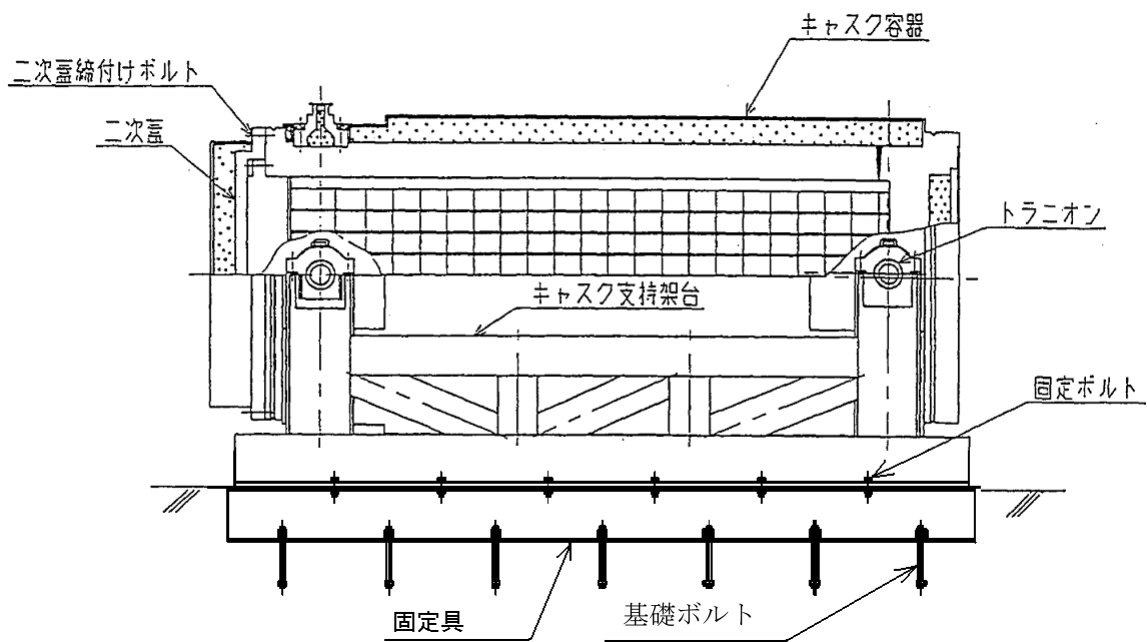 キャスク容器
二次蓋締付けボルト
二次蓋
トラニオン
キャスク支持架台
固定ボルト
固定具
基礎ボルト